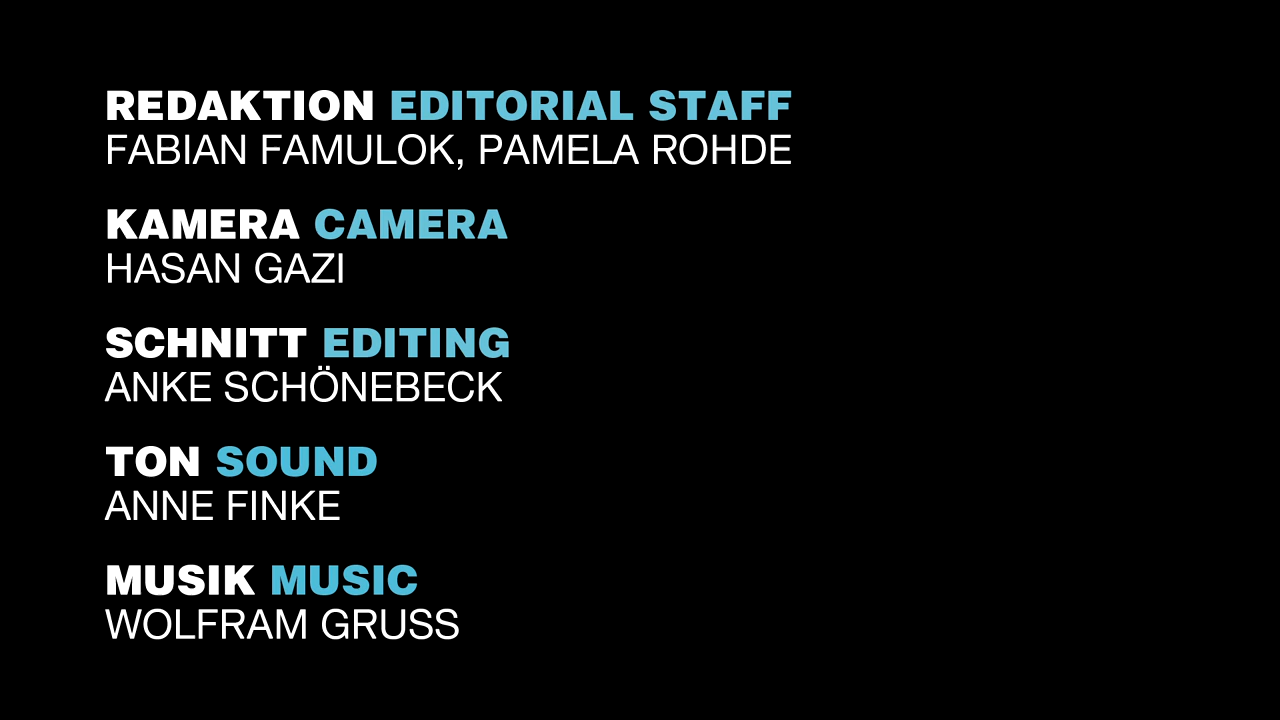 REDAKTION EDITORIAL STAFF
FABIAN FAMULOK, PAMELA ROHDE
KAMERA CAMERA
HASAN GAZI
SCHNITT EDITING
ANKE SCHÖNEBECK
TON SOUND
ANNE FINKE
MUSIK MUSIC
WOLFRAM GRUSS